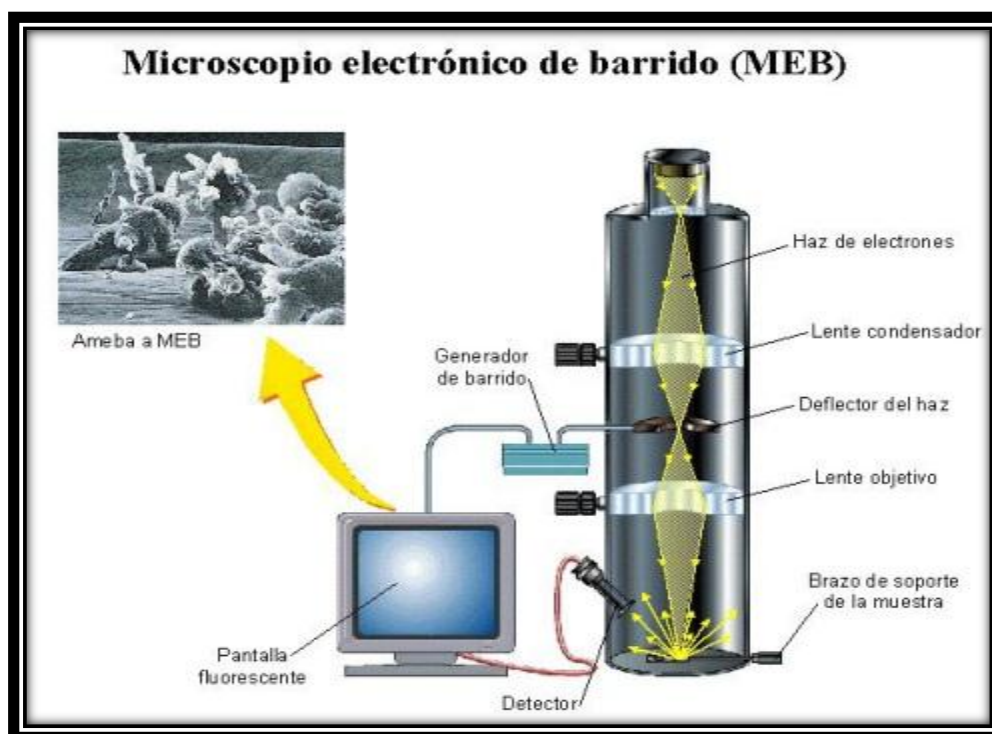 Microscopio electrónico de barrido (MEB)
Ameba a MEB
Haz de electrones
Lente condensador
Generador
de barrido
Deflector del haz
Lente objetivo
Brazo de soporte
de la muestra
Pantalla
fluorescente
Detector